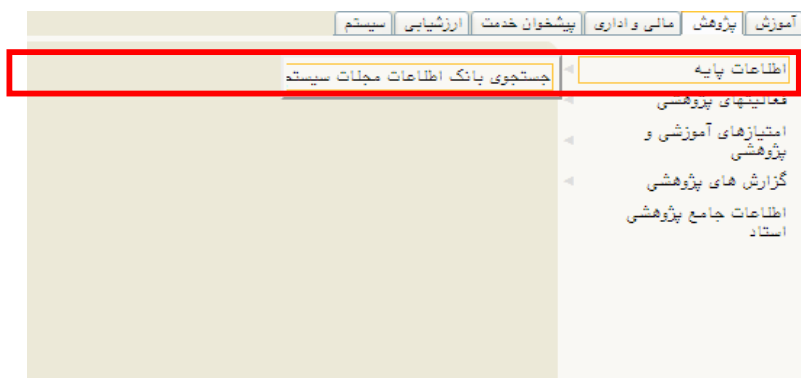 آموزش پژوهش مالی و اداری پیشخوان خدمت ارزشیابی سیستم
اطلاعات پایه
جستجوی بانک اطلاعات مجلات سیستم
فعالیتهای پژوهشی
امتیازهای آموزشی و
پژوهشی
گزارش های پژوهشی
اطلاعات جامع پژوهشی
استاد